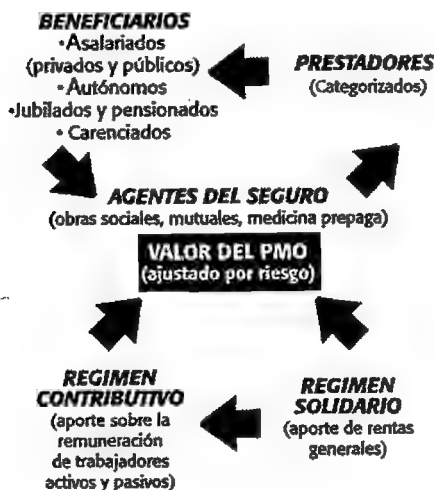 BENEFICIARIOS
•Asalariados
(privados y públicos)
•Autónomos
•Jubilados y pensionados
• Carenciados
PRESTADORES
(Categorizados)
AGENTES DEL SEGURO
(obras sociales, mutuales, medicina prepaga)
VALOR DEL PMO
(ajustado por riesgo)
REGIMEN
CONTRIBUTIVO
(aporte sobre la
remuneración
de trabajadores
activos y pasivos)
REGIMEN
SOLIDARIO
(aporte de rentas
generales)